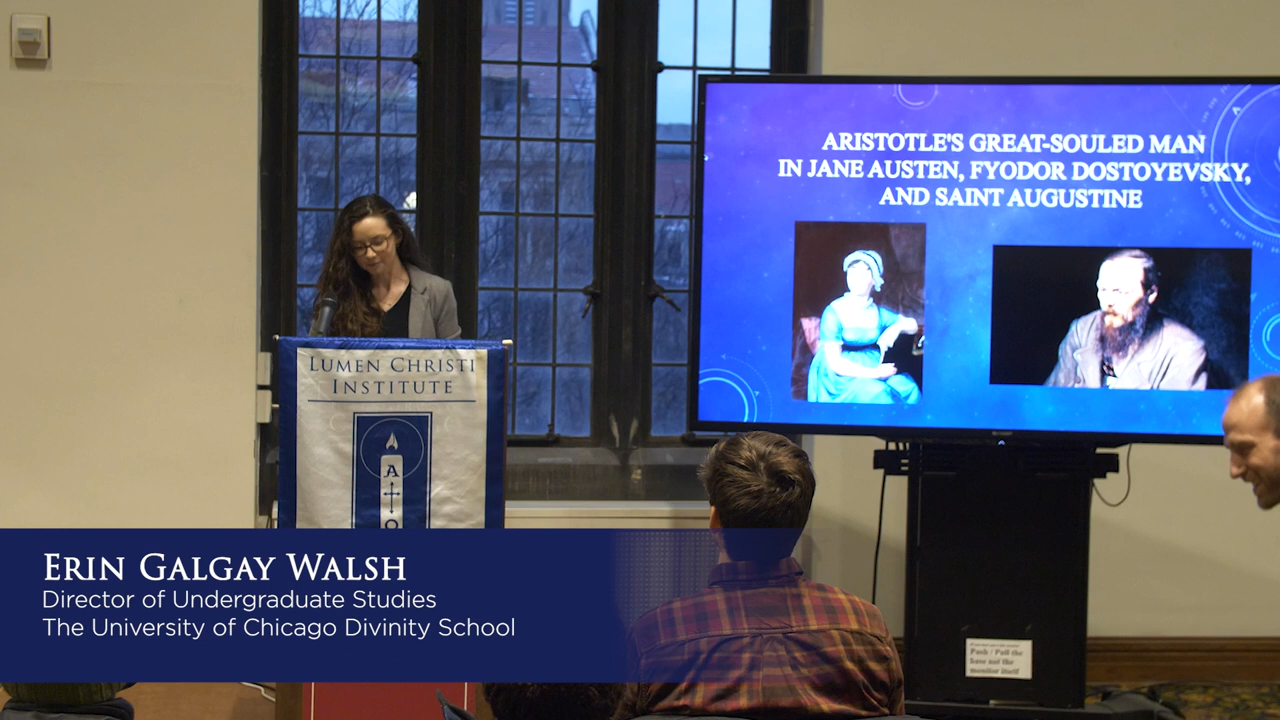 ARISTOTLE'S GREAT-SOULED MAN
IN JANE AUSTEN, FYODOR DOSTOYEVSKY,
AND SAINT AUGUSTINE
LUMEN CHRISTI
INSTITUTE
A
ERIN GALGAY WALSH
Director of Undergraduate Studies
The University of Chicago Divinity School
Push / Pull the
base not the
monitor itself